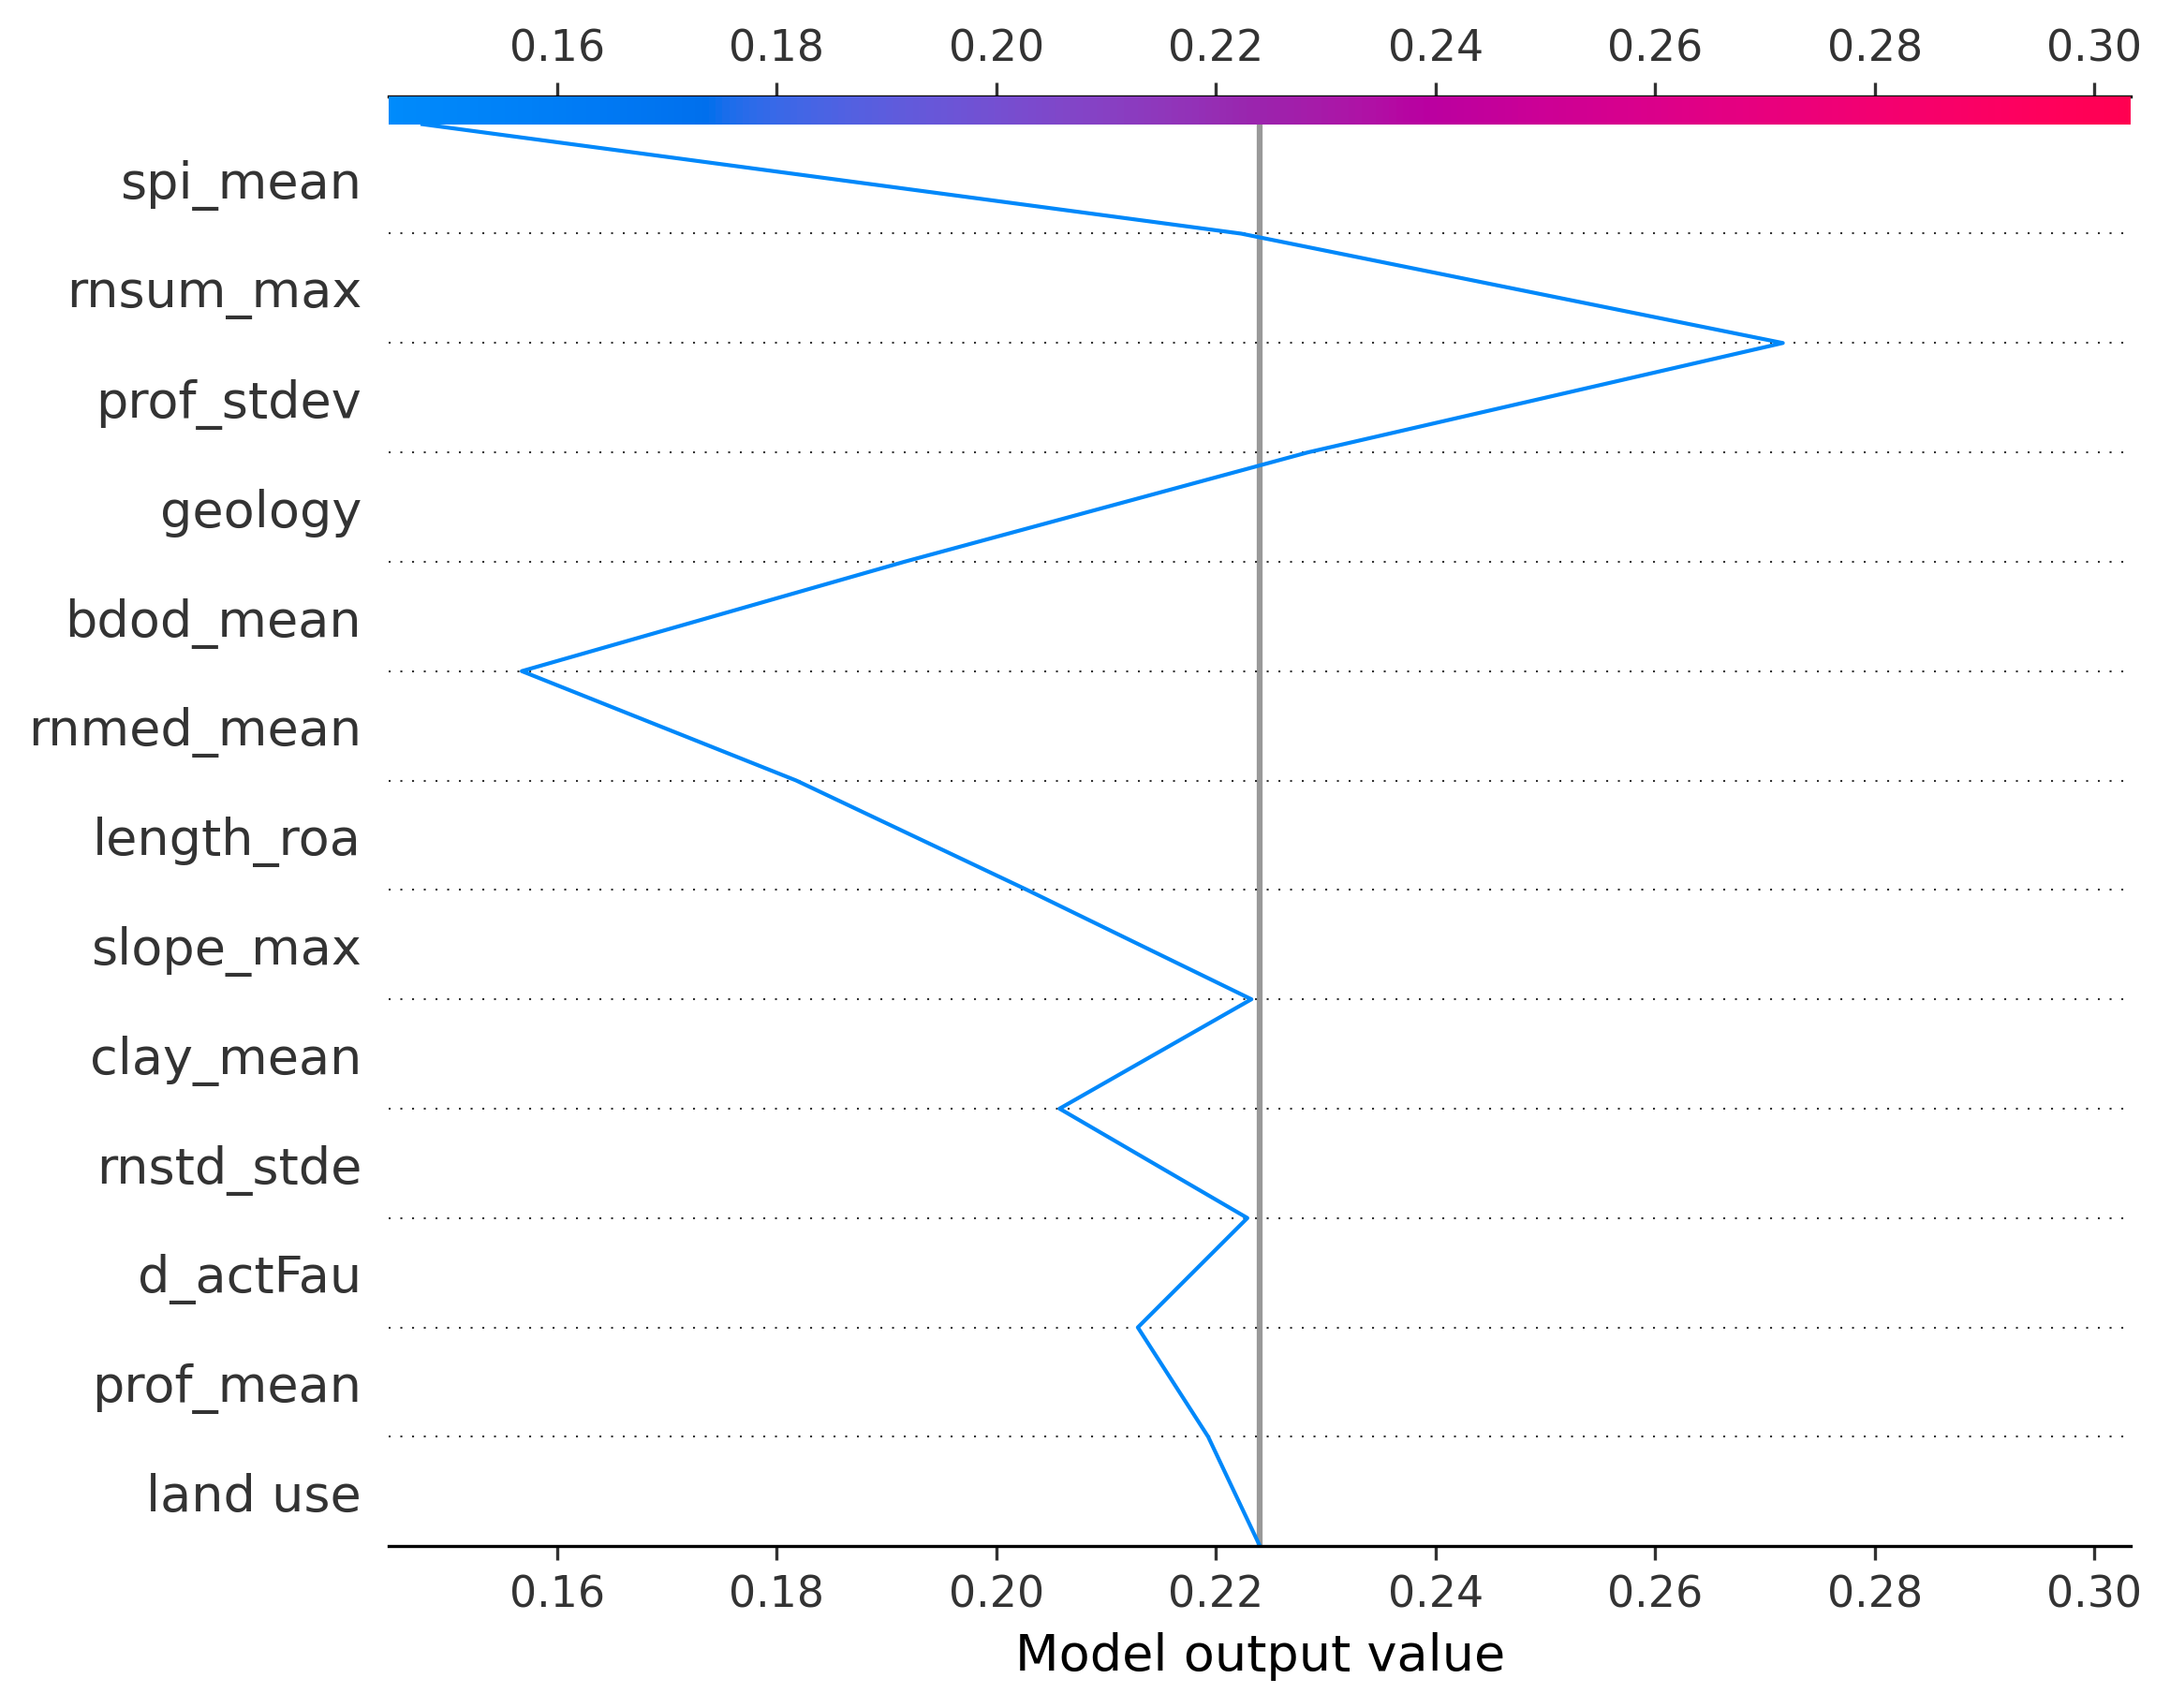 0.16 0.18 0.20 0.22 0.24 0.26 0.28 0.30
spi_mean
rnsum_max
prof_stdev
geology
bdod_mean
rnmed_mean
length_roa
slope_max
clay_mean
rnstd_stde
d_actFau
prof_mean
land use
0.16 0.18 0.20 0.22 0.24 0.26 0.28 0.30
Model output value